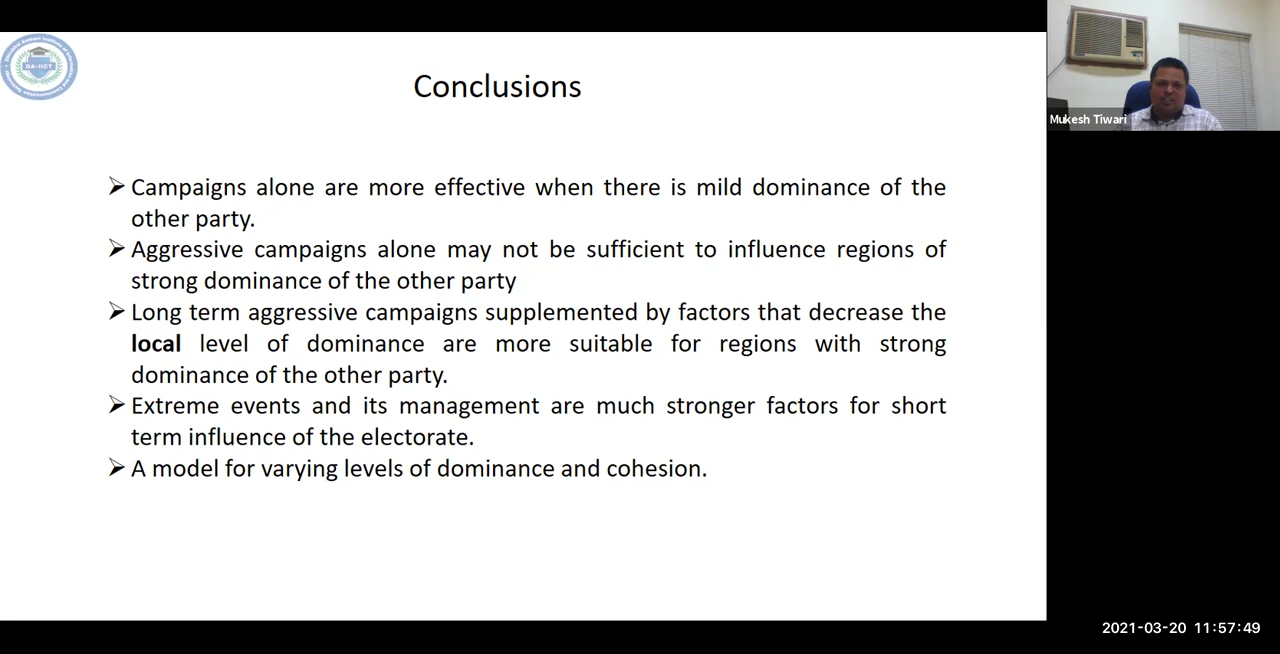 DA-IICT
Conclusions
Mukesh Tiwari
➢ Campaigns alone are more effective when there is mild dominance of the
other party.
➢ Aggressive campaigns alone may not be sufficient to influence regions of
strong dominance of the other party
➢ Long term aggressive campaigns supplemented by factors that decrease the
local level of dominance are more suitable for regions with strong
dominance of the other party.
➢ Extreme events and its management are much stronger factors for short
term influence of the electorate.
➢ A model for varying levels of dominance and cohesion.
2021-03-20 11:57:49